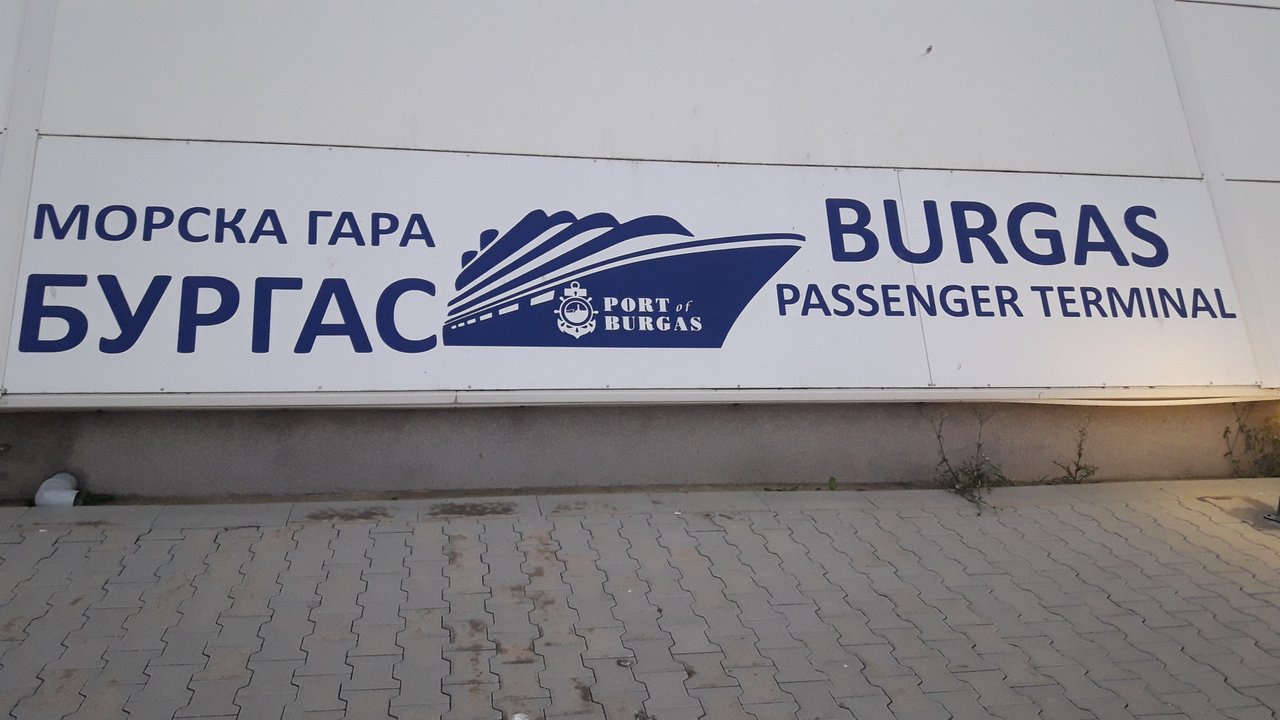 МОРСКА ГАРА
БУРГАС
PORT of
BURGAS
BURGAS
PASSENGER TERMINAL